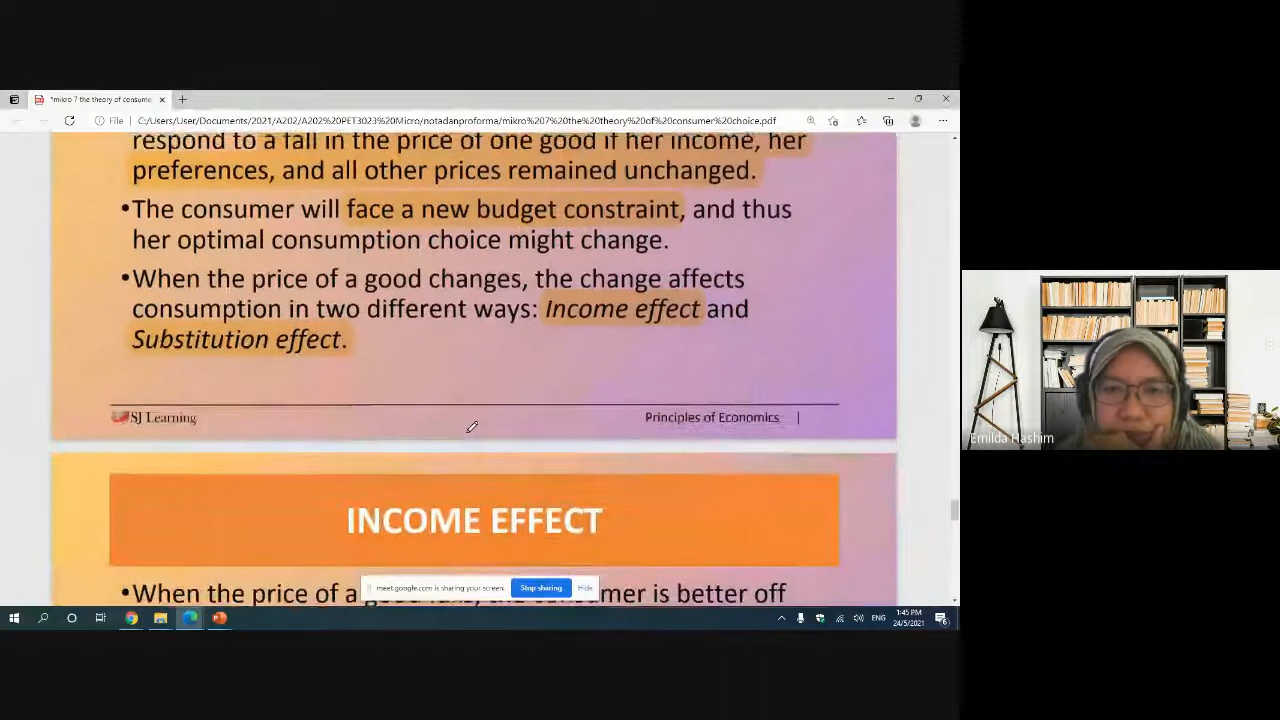 *mikro 7 the theory of consume
File
C:/Users/User/Documents/2021/A202/A202%20PET3023%20Micro/notadanproforma/mikro%207%20the%20theory%20of%20consumer%20choice.pdf
respond to a fall in the price of one good if her income, her
preferences, and all other prices remained unchanged.
•The consumer will face a new budget constraint, and thus
her optimal consumption choice might change.
•When the price of a good changes, the change affects
consumption in two different ways: Income effect and
Substitution effect.
SJ Learning
Principles of Economics |
INCOME EFFECT
•When the price of a good the consumer is better off
meet.google.com is sharing your screen.
Stop sharing
Hide
Emilda Hashim
ENG
1:45 PM
24/5/2021
6